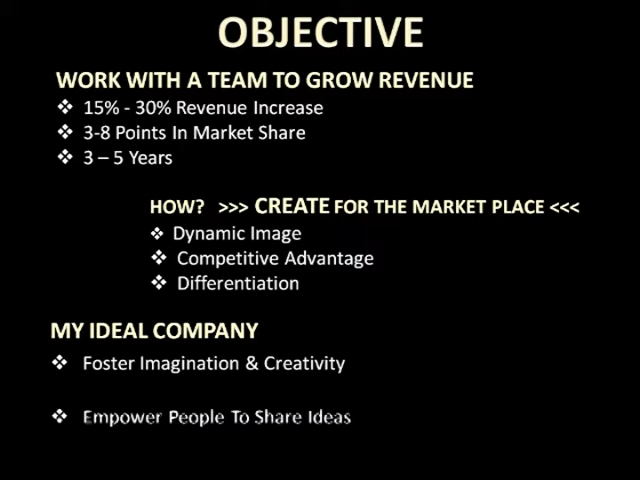 OBJECTIVE
WORK WITH A TEAM TO GROW REVENUE
❖ 15% - 30% Revenue Increase
❖ 3-8 Points In Market Share
❖ 3 – 5 Years
HOW? >>> CREATE FOR THE MARKET PLACE <<<
❖ Dynamic Image
❖ Competitive Advantage
❖ Differentiation
MY IDEAL COMPANY
❖ Foster Imagination & Creativity
❖ Empower People To Share Ideas